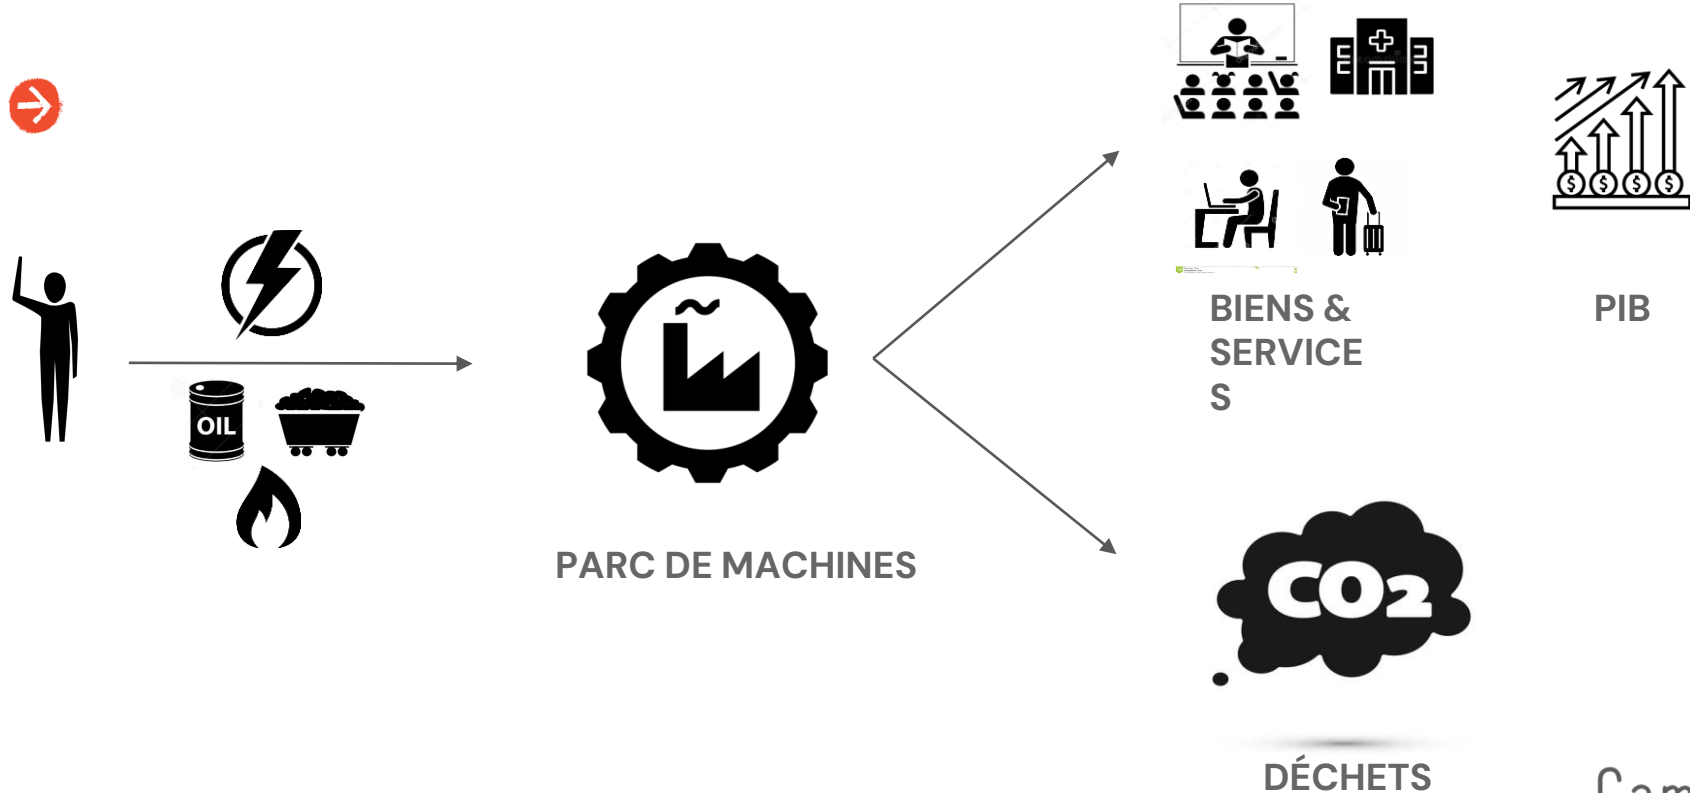 OIL
PARC DE MACHINES
BIENS &
SERVICE
S
PIB
CO2
DÉCHETS